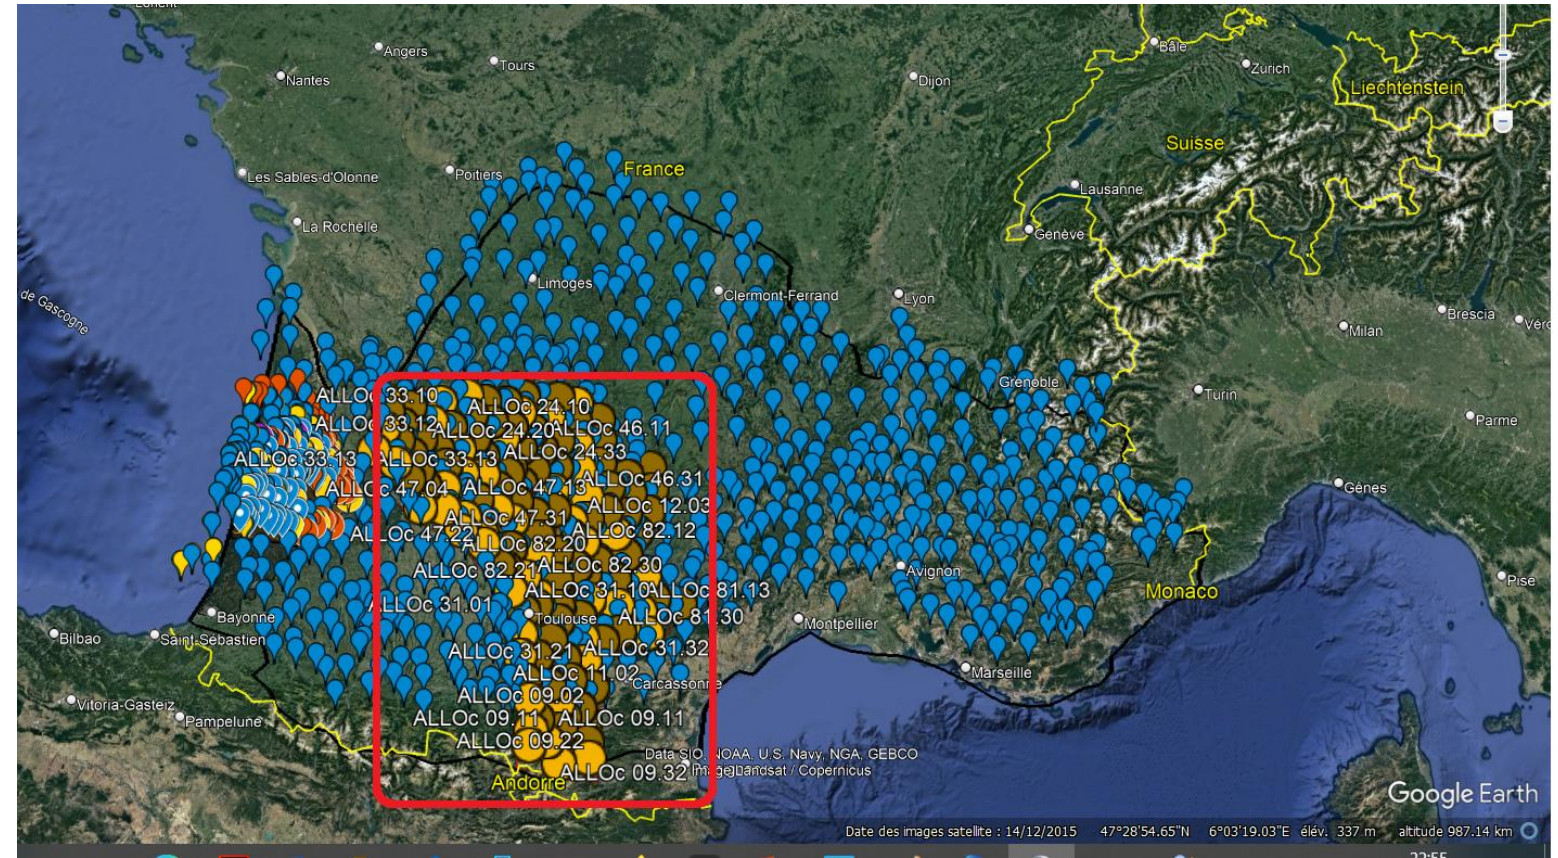 Angers
Tours
Nantes
Dijon
Bâle
Zurich
Liechtenstein
Suisse
Les Sables-d'Olonne
Poitiers
France
Lausanne
La Rochelle
Genève
Limoges
Clermont-Ferrand
Lyon
de Gascogne
Brescia
Milan
Grenoble
Turin
Parme
ALLOc 33.10
ALLOc 24.10
ALLOc 33.12
ALLOc 24.20
ALLOc 46.11
ALLOc 33.13
ALLOc 33.13
ALLOc 24.33
ALLOc 47.04
ALLOc 47.13
ALLOc 46.31
Gênes
ALLOc 12.03
ALLOc 47.31
ALLOc 47.22
ALLOc 82.12
ALLOc 82.20
ALLOc 82.21
ALLOc 82.30
Avignon
Pise
ALLOc 31.10
ALLOc 81.13
Monaco
ALLOc 31.01
Bayonne
Toulouse
ALLOc 81.30
Montpellier
Bilbao
Saint-Sébastien
ALLOc 31.21
ALLOc 31.32
Marseille
ALLOc 11.02
Carcassonne
ALLOc 09.02
Vitoria-Gasteiz
Pampelune
ALLOc 09.11
ALLOc 09.11
ALLOc 09.22
Data SIO, NOAA, U.S. Navy, NGA, GEBCO
ALLOc 09.32
Image Landsat / Copernicus
Andorre
Google Earth
Date des images satellite : 14/12/2015 47°28'54.65"N 6°03'19.03"E élév. 337 m altitude 987.14 km